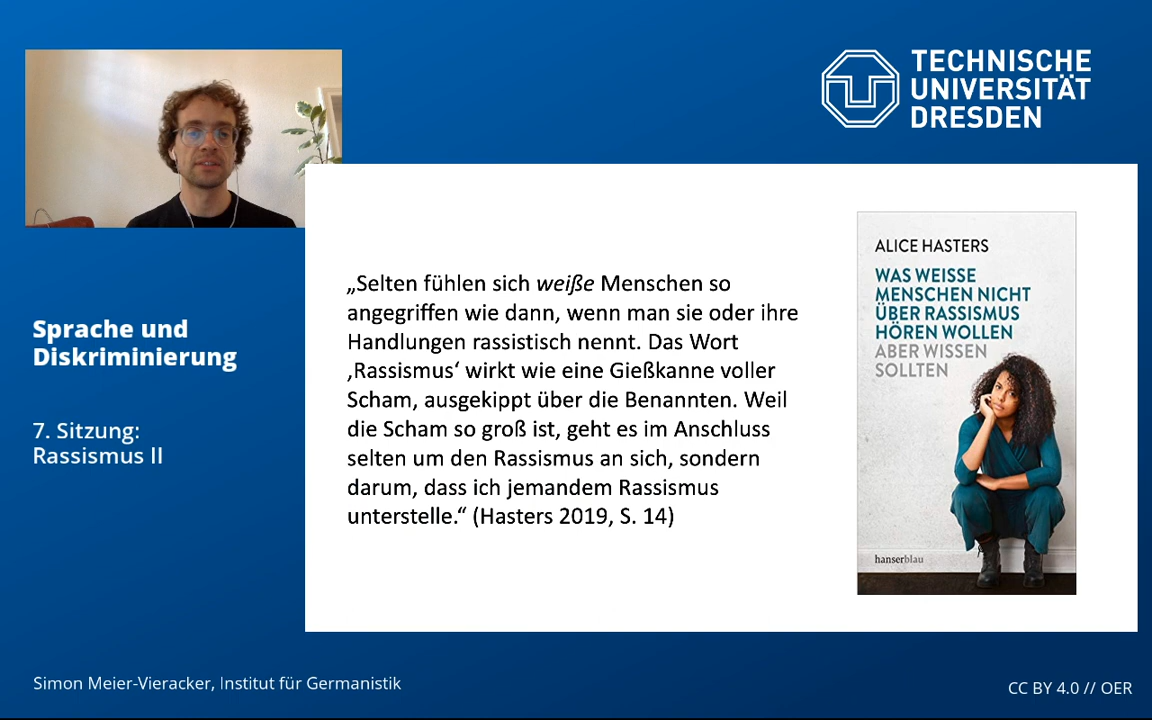 TECHNISCHE
UNIVERSITÄT
DRESDEN
Sprache und
Diskriminierung
7. Sitzung:
Rassismus II
„Selten fühlen sich weiße Menschen so
angegriffen wie dann, wenn man sie oder ihre
Handlungen rassistisch nennt. Das Wort
‚Rassismus‘ wirkt wie eine Gießkanne voller
Scham, ausgekippt über die Benannten. Weil
die Scham so groß ist, geht es im Anschluss
selten um den Rassismus an sich, sondern
darum, dass ich jemandem Rassismus
unterstelle.“ (Hasters 2019, S. 14)
ALICE HASTERS
WAS WEISSE
MENSCHEN NICHT
ÜBER RASSISMUS
HÖREN WOLLEN
ABER WISSEN
SOLLTEN
hanserblau
Simon Meier-Vieracker, Institut für Germanistik
CC BY 4.0 // OER